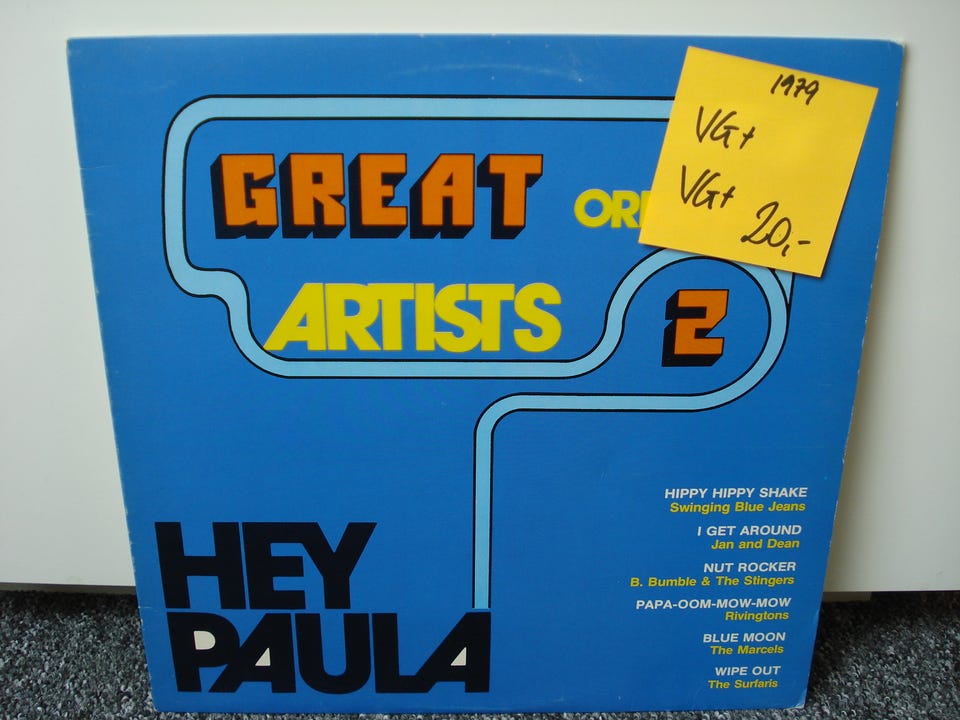 1979
VG+
VG+
20,-
GREAT
ARTISTS
2
HIPPY HIPPY SHAKE
Swinging Blue Jeans
I GET AROUND
Jan and Dean
NUT ROCKER
B. Bumble & The Stingers
PAPA-OOM-MOW-MOW
Rivingtons
BLUE MOON
The Marcels
WIPE OUT
The Surfaris
HEY
PAULA